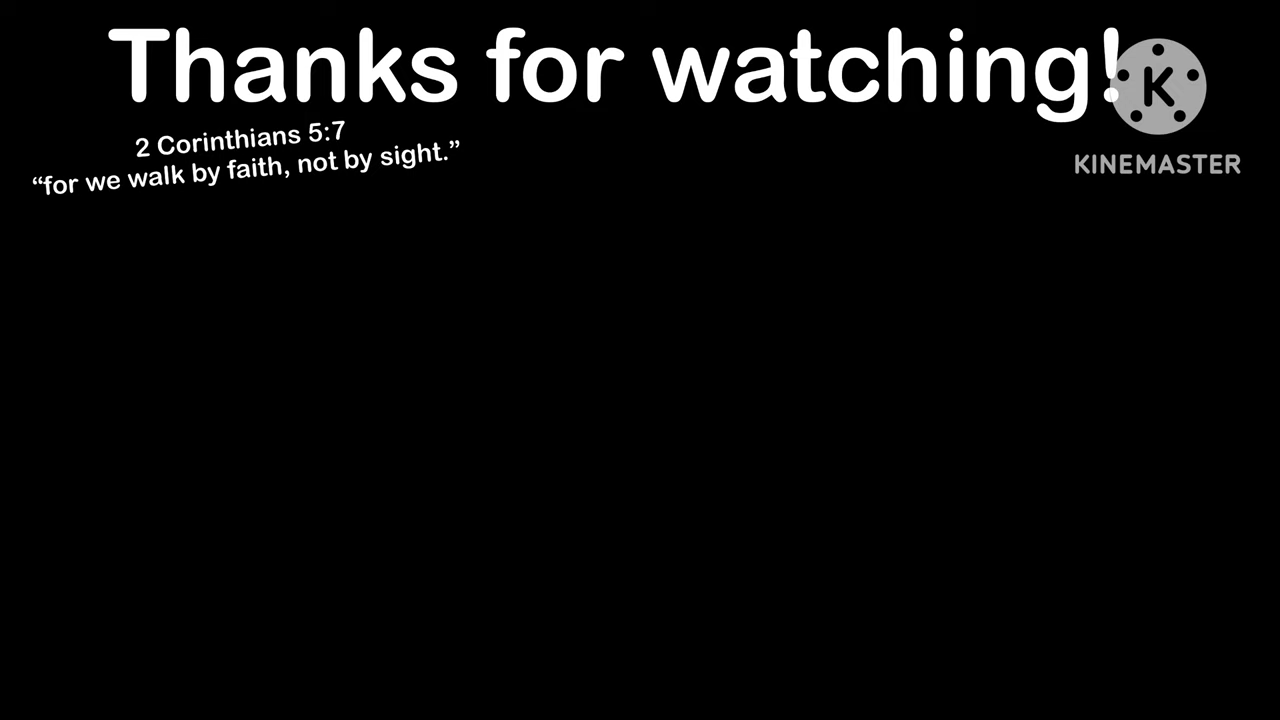 Thanks for watching!
K
KINEMASTER
2 Corinthians 5:7
“for we walk by faith, not by sight.”